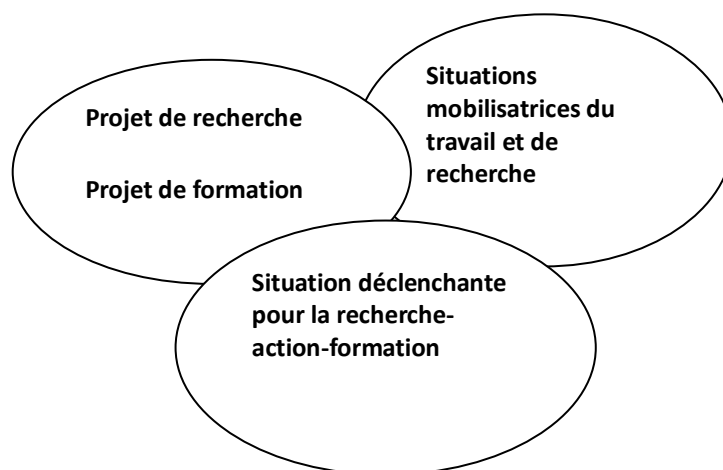 Projet de recherche
Projet de formation
Situations
mobilisatrices du
travail et de
recherche
Situation déclenchante
pour la recherche-
action-formation